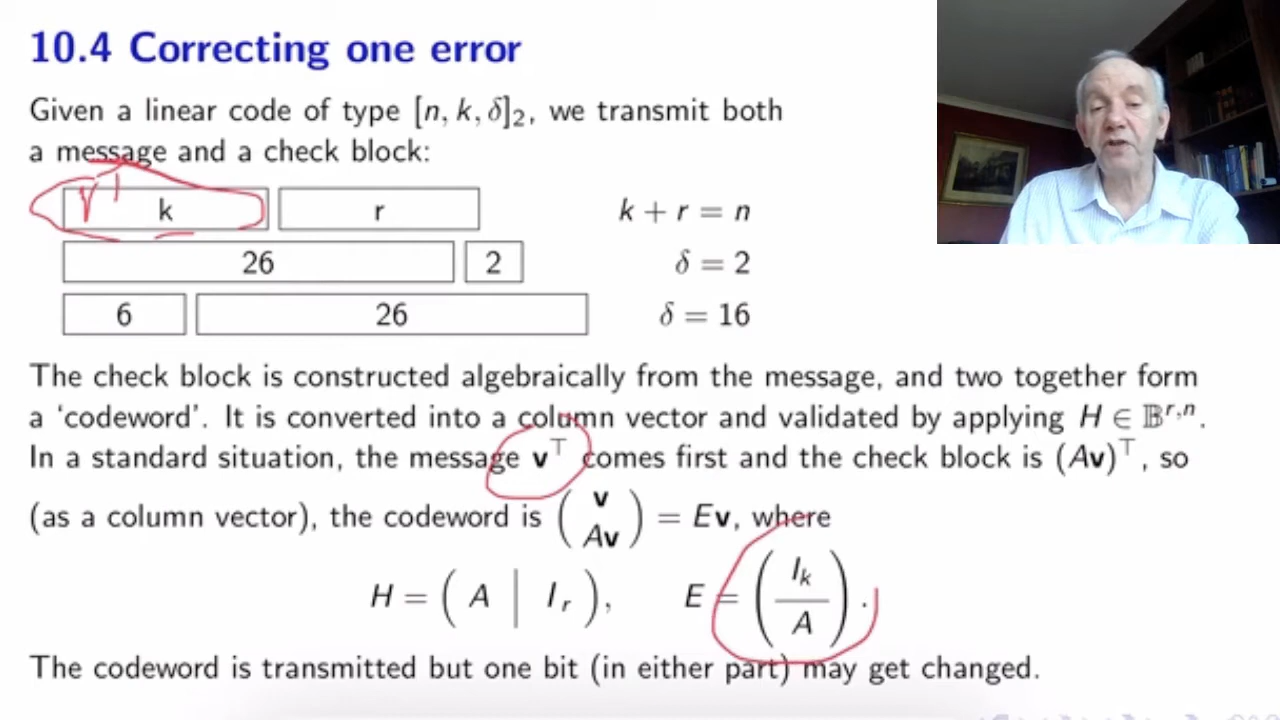 10.4 Correcting one error
Given a linear code of type [n, k, δ]₂, we transmit both
a message and a check block:
vᵀ k r k + r = n
26 2 δ = 2
6 26 δ = 16
The check block is constructed algebraically from the message, and two together form
a ‘codeword’. It is converted into a column vector and validated by applying H ∈ 𝔹^{r,n}.
In a standard situation, the message v^⊤ comes first and the check block is (Av)^⊤, so
(as a column vector), the codeword is (v / Av) = Ev, where
H = ( A | I_r ), E = (I_k / A).
The codeword is transmitted but one bit (in either part) may get changed.